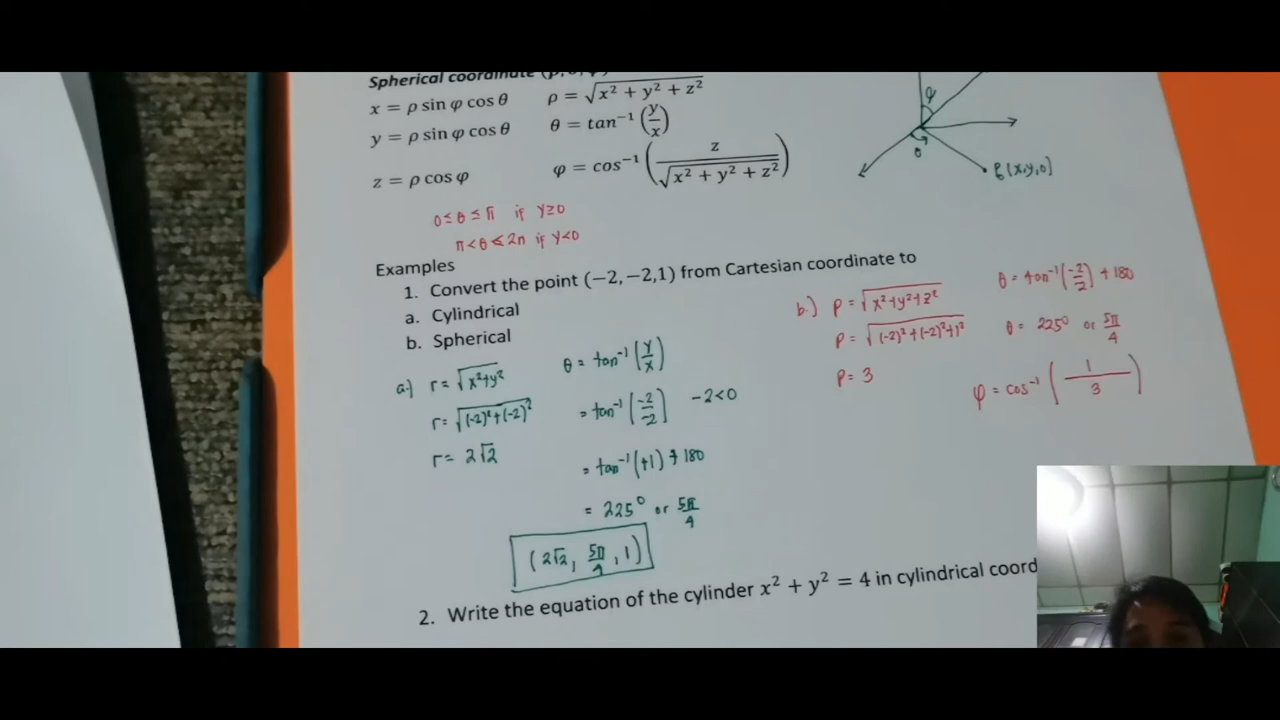 Spherical coordinate (ρ, θ, φ)
x = ρ sin φ cos θ ρ = √(x² + y² + z²)
y = ρ sin φ cos θ θ = tan⁻¹ (y/x)
z = ρ cos φ φ = cos⁻¹ (z/√(x² + y² + z²))
φ
θ
(x,y,0)
0 ≤ θ ≤ π if y≥0
π < θ ≤ 2π if y<0
Examples
1. Convert the point (−2, −2,1) from Cartesian coordinate to
a. Cylindrical
b. Spherical
a.) r = √(x²+y²)
r = √((-2)²+(-2)²)
r = 2√2
θ = tan⁻¹ (y/x)
= tan⁻¹ (-2/-2) -2<0
= tan⁻¹ (+1) + 180
= 225° or 5π/4
(2√2, 5π/4, 1)
b.) ρ = √(x²+y²+z²)
ρ = √((-2)²+(-2)²+1²)
ρ = 3
θ = tan⁻¹ (-2/2) + 180
θ = 225° or 5π/4
φ = cos⁻¹ (1/3)
2. Write the equation of the cylinder x² + y² = 4 in cylindrical coord